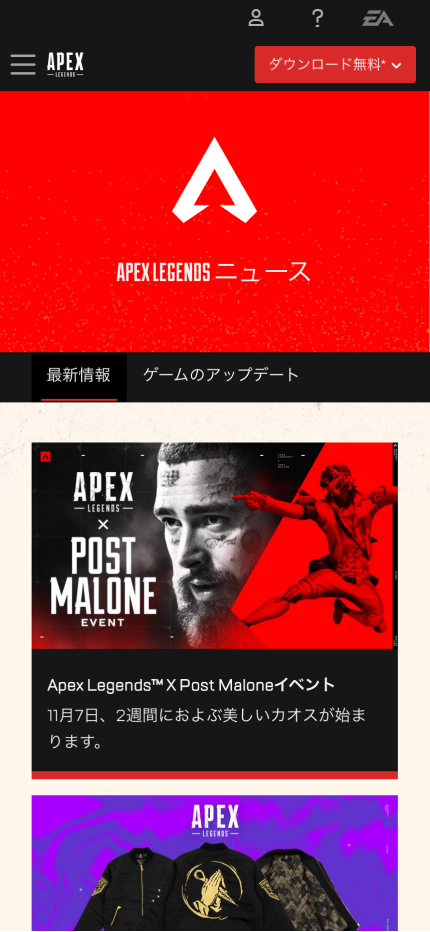 ?
EA
APEX
LEGENDS
ダウンロード無料*
APEX LEGENDS ニュース
最新情報
ゲームのアップデート
APEX
LEGENDS
×
POST
MALONE
EVENT
Apex Legends™ X Post Maloneイベント
11月7日、2週間におよぶ美しいカオスが始ま
ります。
APEX
LEGENDS